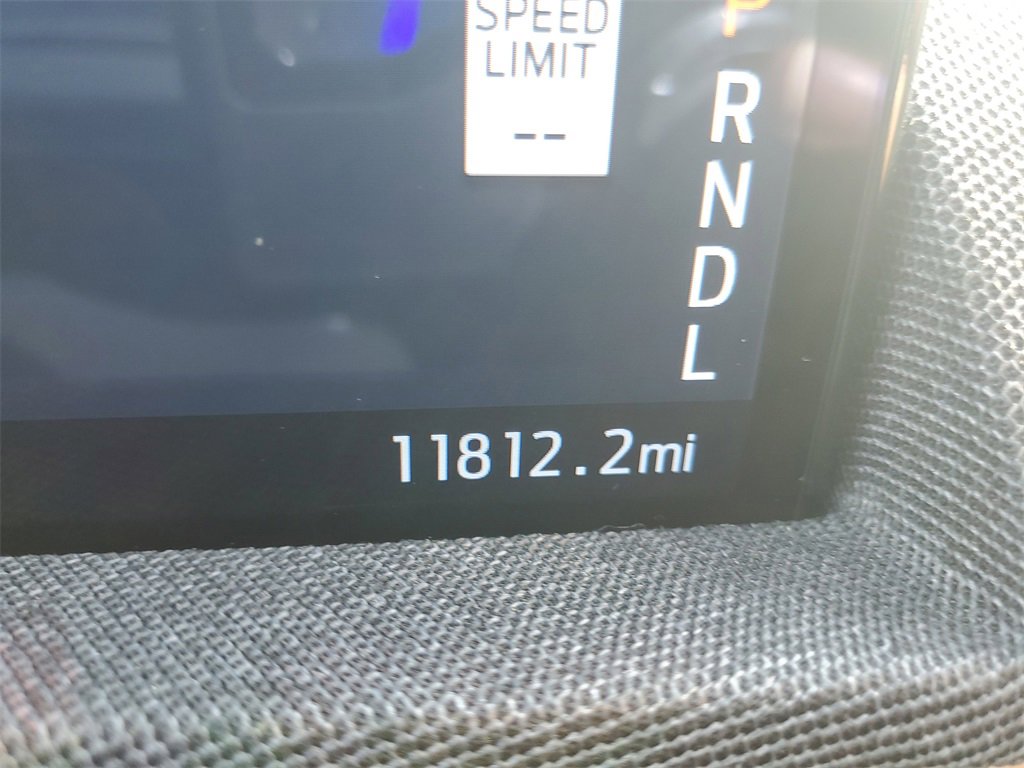 SPEED
LIMIT
--
P
R
N
D
L
11812.2mi